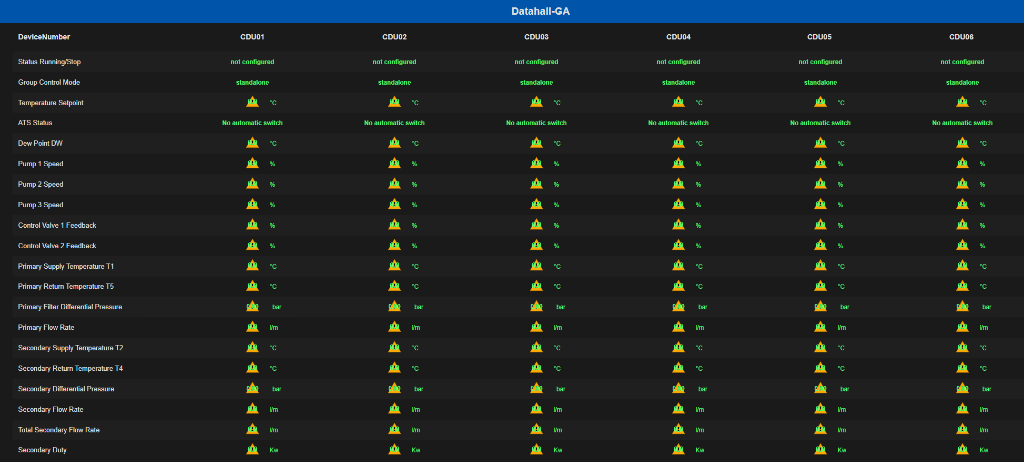 Datahall-GA
DeviceNumber CDU01 CDU02 CDU03 CDU04 CDU05 CDU06
Status Running/Stop not configured not configured not configured not configured not configured not configured
Group Control Mode standalone standalone standalone standalone standalone standalone
Temperature Setpoint °C °C °C °C °C °C
ATS Status No automatic switch No automatic switch No automatic switch No automatic switch No automatic switch No automatic switch
Dew Point DW °C °C °C °C °C °C
Pump 1 Speed % % % % % %
Pump 2 Speed % % % % % %
Pump 3 Speed % % % % % %
Control Valve 1 Feedback % % % % % %
Control Valve 2 Feedback % % % % % %
Primary Supply Temperature T1 °C °C °C °C °C °C
Primary Return Temperature T5 °C °C °C °C °C °C
Primary Filter Differential Pressure bar bar bar bar bar bar
Primary Flow Rate l/m l/m l/m l/m l/m l/m
Secondary Supply Temperature T2 °C °C °C °C °C °C
Secondary Return Temperature T4 °C °C °C °C °C °C
Secondary Differential Pressure bar bar bar bar bar bar
Secondary Flow Rate l/m l/m l/m l/m l/m l/m
Total Secondary Flow Rate l/m l/m l/m l/m l/m l/m
Secondary Duty Kw Kw Kw Kw Kw Kw